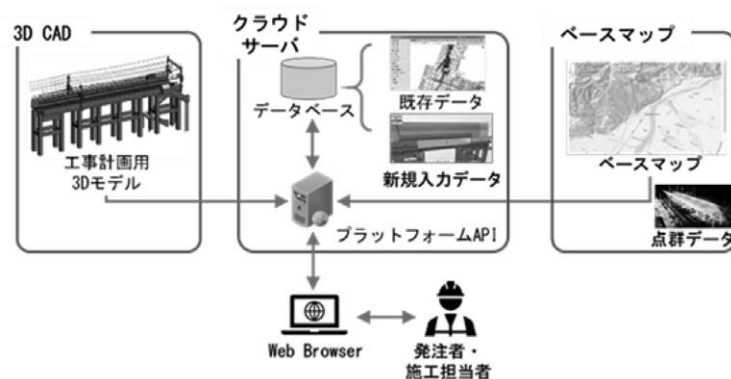 3D CAD
工事計画用
3Dモデル
クラウド
サーバ
データベース
既存データ
新規入力データ
プラットフォームAPI
ベースマップ
ベースマップ
点群データ
Web Browser
発注者・
施工担当者